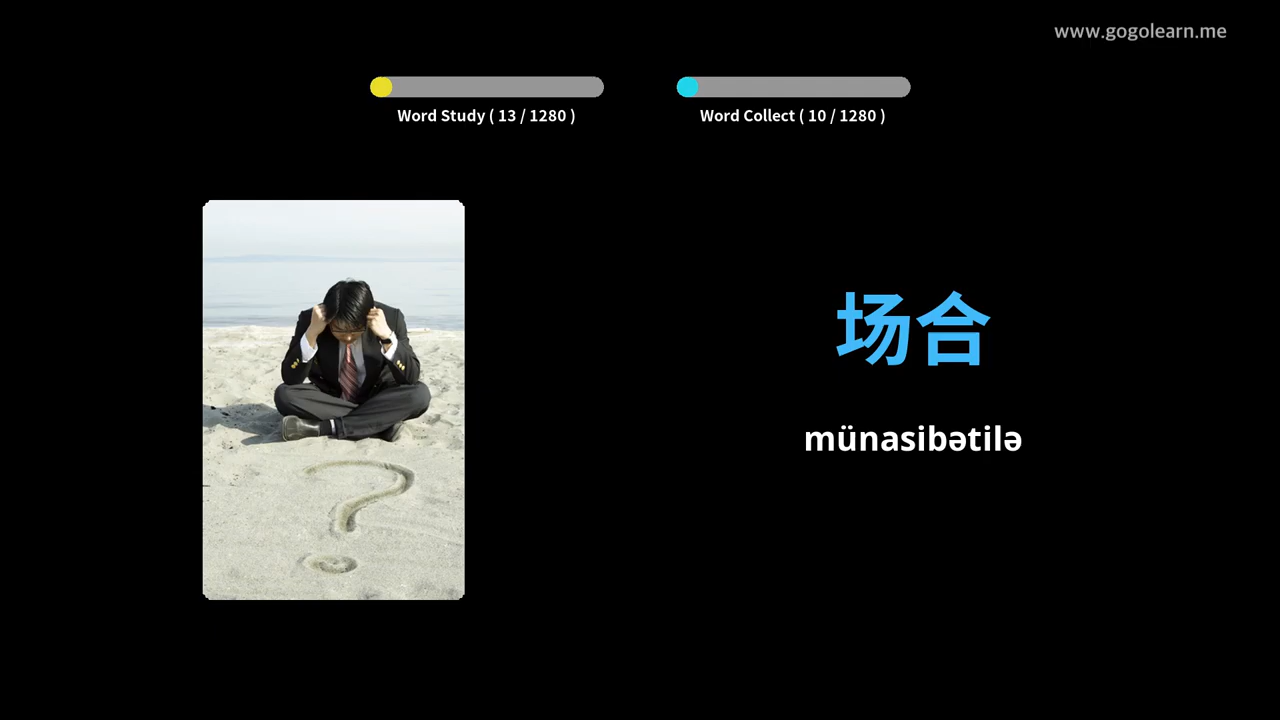 www.gogolearn.me
Word Study ( 13 / 1280 )
Word Collect ( 10 / 1280 )
场合
münasibətilə
?